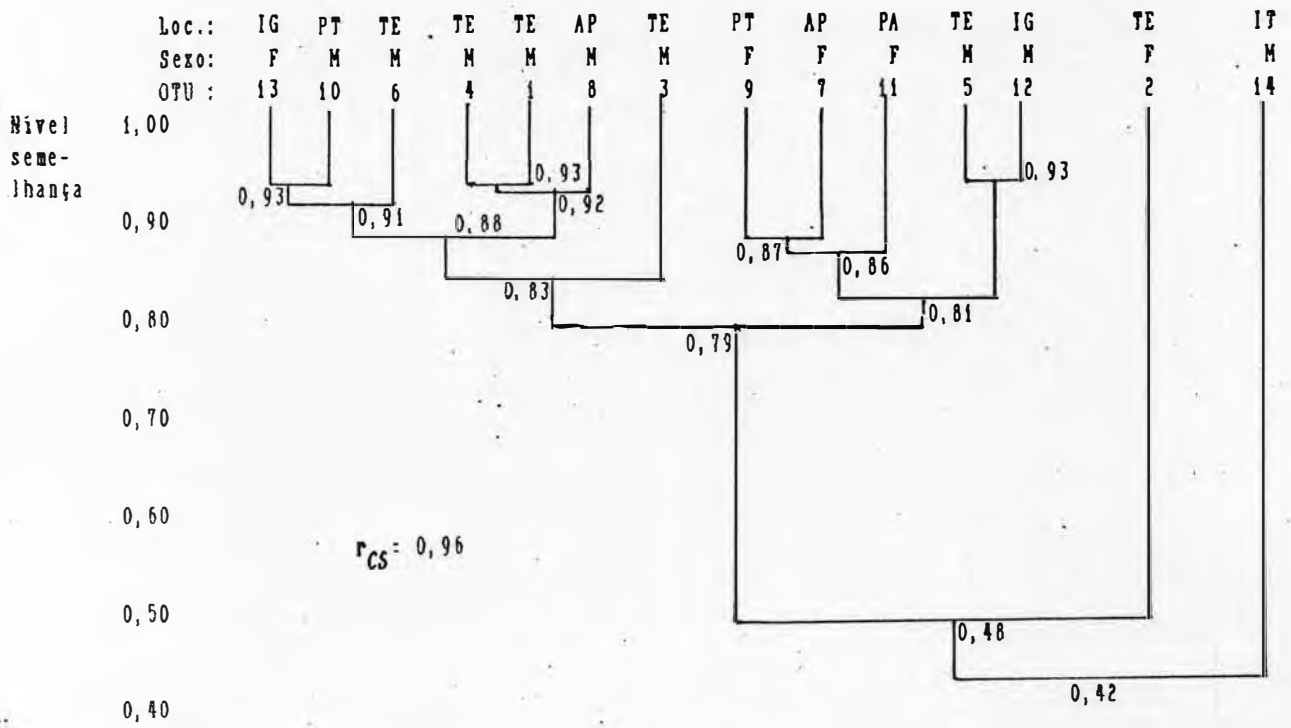 Loc.: IG PT TE TE TE AP TE PT AP PA TE IG TE IT
Sexo: F M M M M M M F F F M M F M
OTU : 13 10 6 4 1 8 3 9 7 11 5 12 2 14
Nivel 1,00
seme-
lhança
0,93 0,93 0,93
0,91 0,92
0,90 0,88
0,87 0,86
0,83 0,81
0,80
0,79
0,70
0,60
rCS= 0,96
0,50
0,48
0,42
0,40